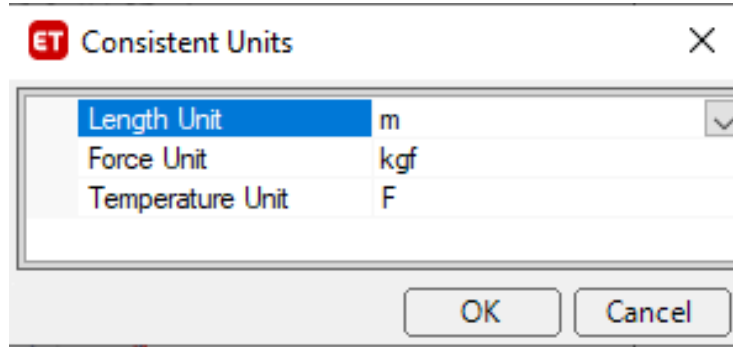 ET Consistent Units
Length Unit m
Force Unit kgf
Temperature Unit F
OK Cancel